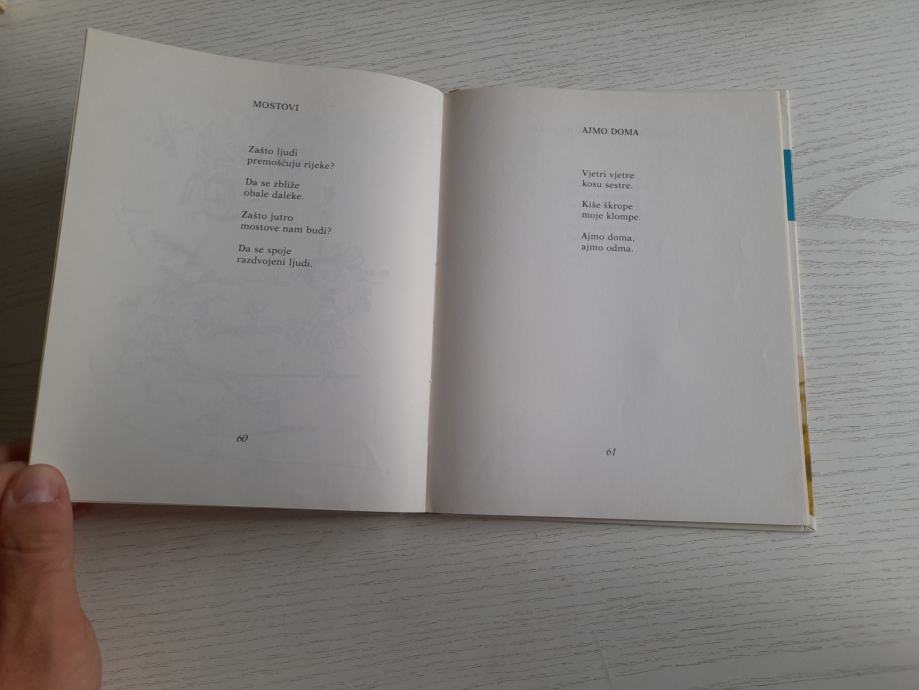 MOSTOVI
Zašto ljudi
premošćuju rijeke?
Da se zbliže
obale daleke.
Zašto jutro
mostove nam budi?
Da se spoje
razdvojeni ljudi.
60
AJMO DOMA
Vjetri vjetre
kosu sestre.
Kiše škrope
moje klompe.
Ajmo doma,
ajmo odma.
61